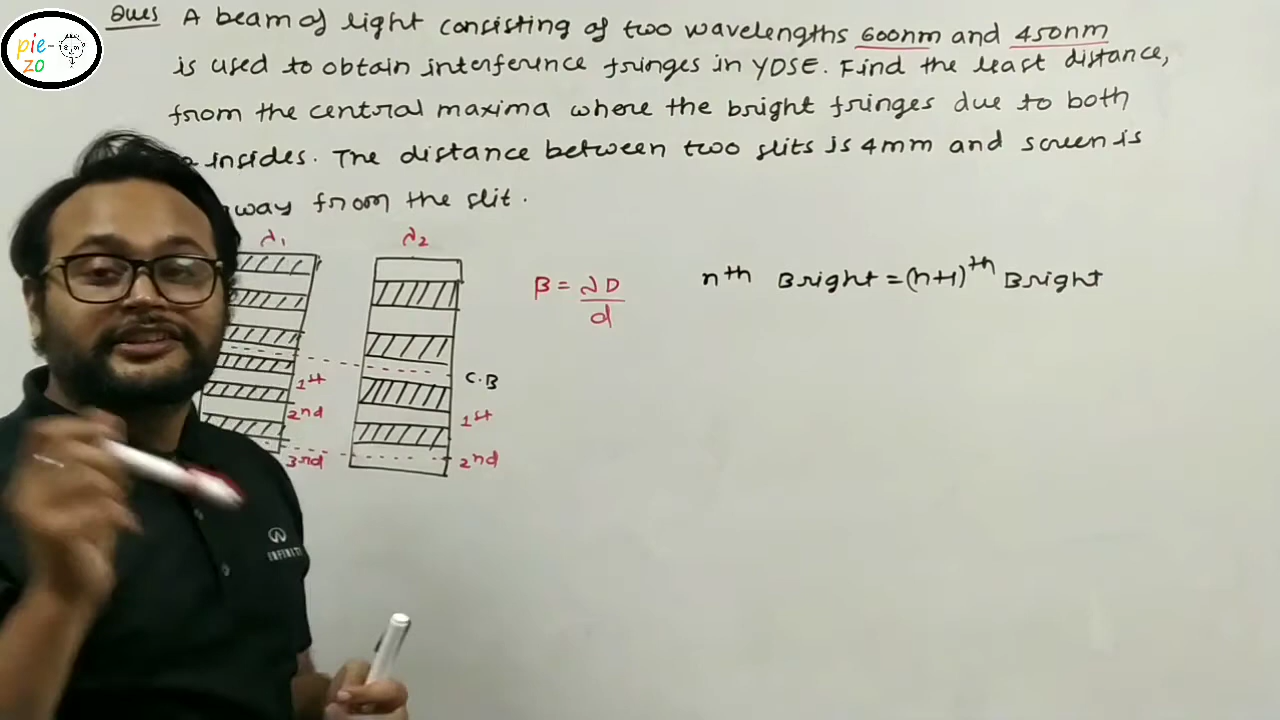 pie-
zo
Ques A beam of light consisting of two wavelengths 600nm and 450nm
is used to obtain interference fringes in YDSE. Find the least distance,
from the central maxima where the bright fringes due to both
insides. The distance between two slits is 4mm and screen is
way from the slit.
λ1 λ2
β = λD/d
nth Bright = (n+1)th Bright
C.B
1st
2nd
3rd
1st
2nd
INFINITI